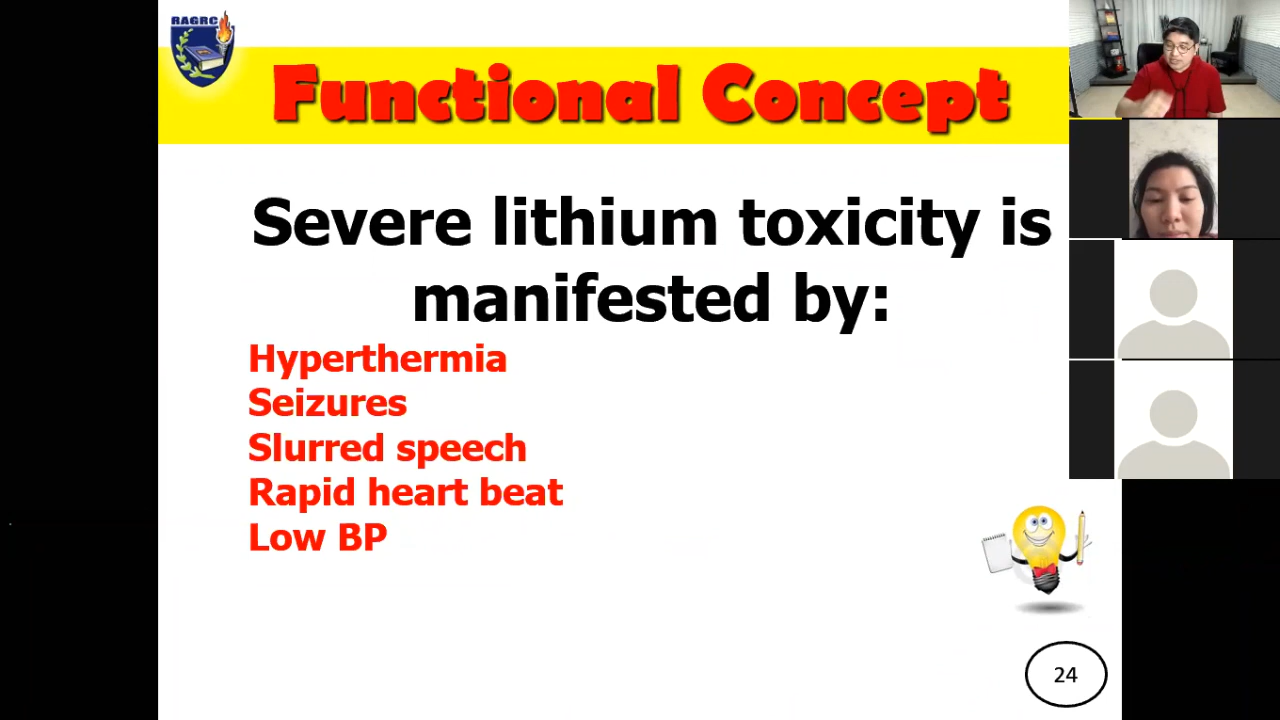 RAGRC
Functional Concept
Severe lithium toxicity is
manifested by:
Hyperthermia
Seizures
Slurred speech
Rapid heart beat
Low BP
24